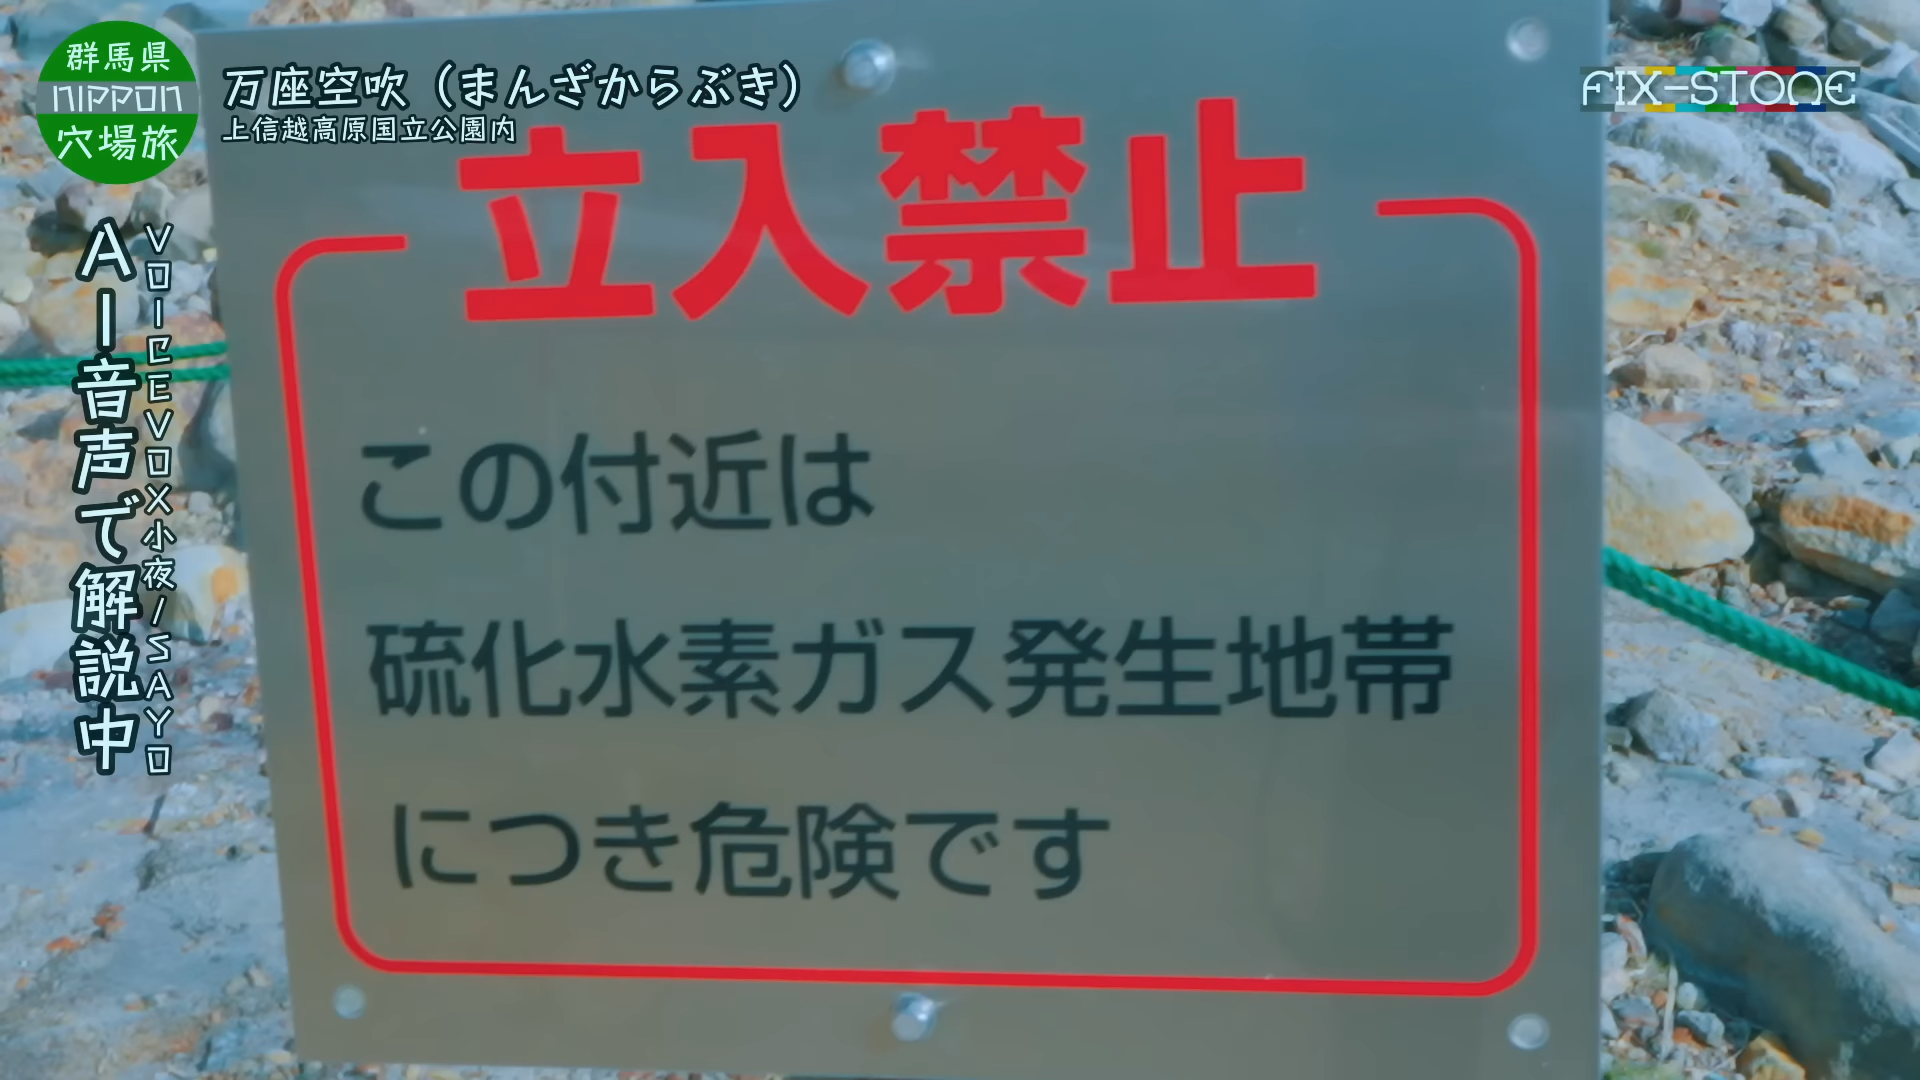 群馬県
NIPPON
穴場旅
万座空吹（まんざからぶき）
上信越高原国立公園内
FIX-STONE
VOICEVOX小夜/SAYO
AI音声で解説中
立入禁止
この付近は
硫化水素ガス発生地帯
につき危険です